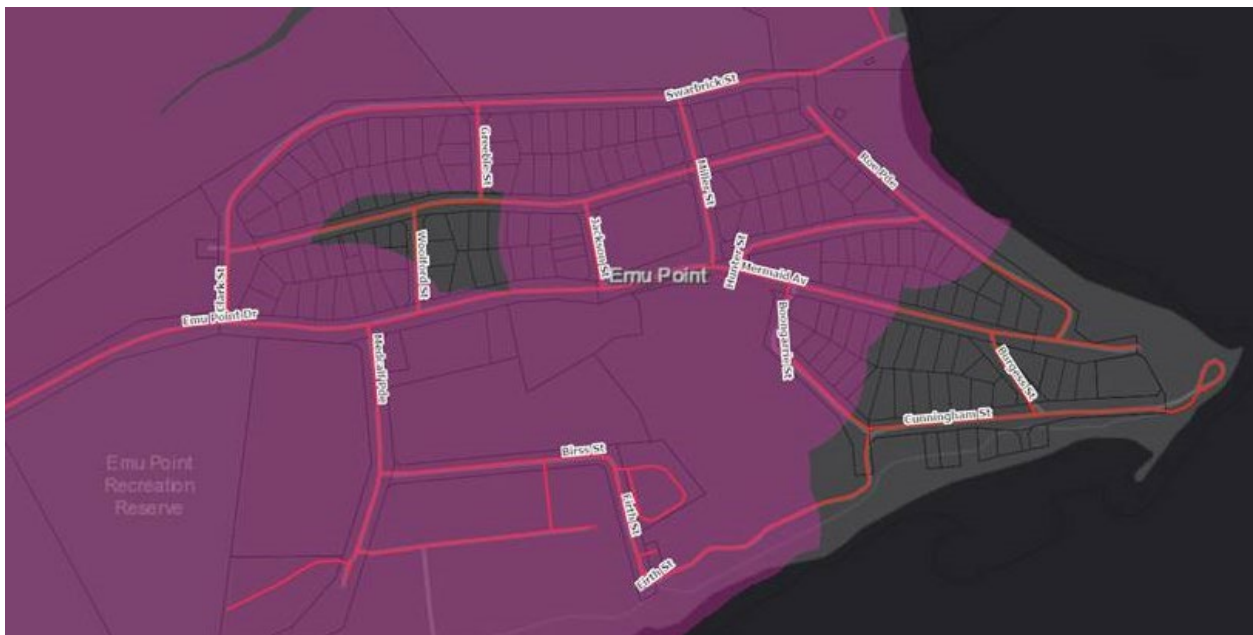 Swarbrick St
Greeble St
Miller St
Roe Pde
Woolford St
Jackson St
Hunter St
Clark St
Emu Point
Mermaid Av
Emu Point Dr
Boongarrie St
Medcalf Pde
Burgess St
Cunningham St
Birss St
Emu Point
Recreation
Reserve
Firth St
Firth St